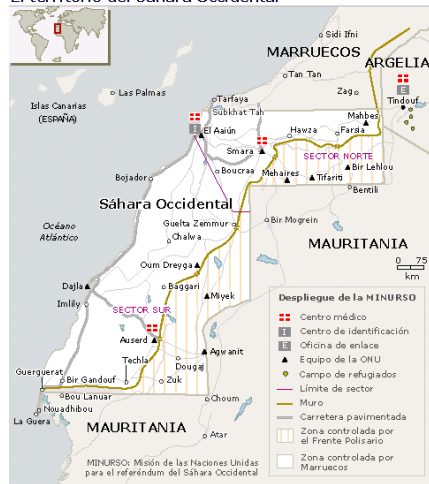 El territorio del Sáhara Occidental
Sidi Ifni
MARRUECOS
ARGELIA
Tan Tan
Zag
Tindouf
E
Las Palmas
Islas Canarias
(ESPAÑA)
Tarfaya
Subkhat Tah
Mahbes
I
El Aaiún
Hawza
Farsia
Smara
SECTOR NORTE
Boucraa
Mehaires
Tifariti
Bir Lehlou
Bojador
Bentili
Sáhara Occidental
Guelta Zemmur
Bir Mogrein
Océano
Atlántico
Chalwa
MAURITANIA
Oum Dreyga
0 75
km
Dajla
Baggari
Imlily
Miyek
SECTOR SUR
Auserd
Agwanit
Techla
Dougaj
Guerguerat
Bir Gandouf
Zuk
Bou Lanuar
Choum
Nouadhibou
La Guera
MAURITANIA
Atar
MINURSO: Misión de las Naciones Unidas
para el referéndum del Sáhara Occidental
Despliegue de la MINURSO
Centro médico
I Centro de identificación
E Oficina de enlace
Equipo de la ONU
Campo de refugiados
Límite de sector
Muro
Carretera pavimentada
Zona controlada por
el Frente Polisario
Zona controlada por
Marruecos